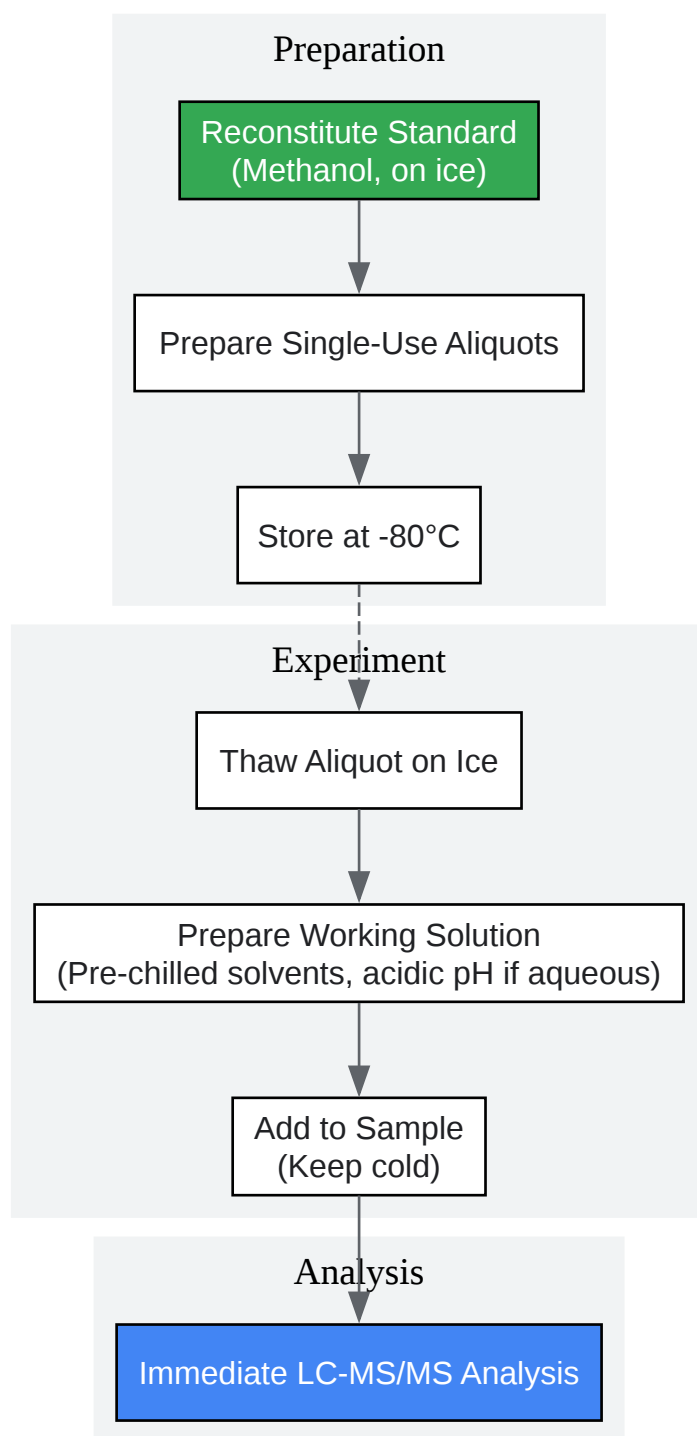 Preparation
Reconstitute Standard
(Methanol, on ice)
Prepare Single-Use Aliquots
Store at -80°C
Experiment
Thaw Aliquot on Ice
Prepare Working Solution
(Pre-chilled solvents, acidic pH if aqueous)
Add to Sample
(Keep cold)
Analysis
Immediate LC-MS/MS Analysis